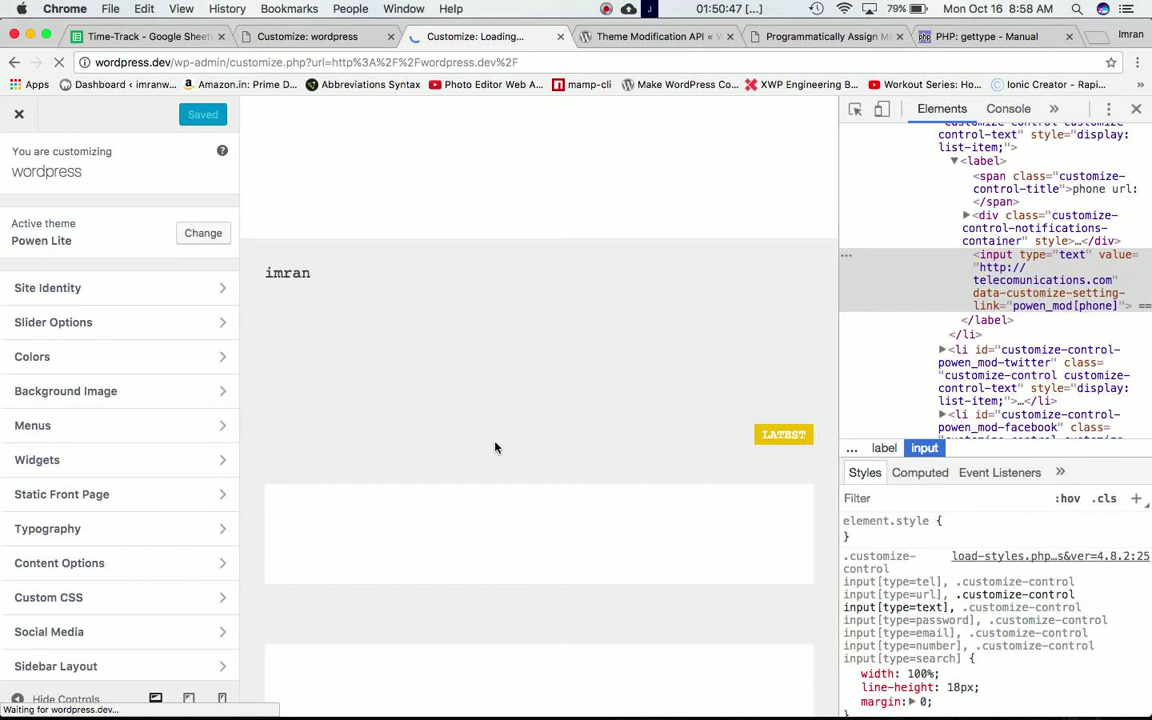 Chrome File Edit View History Bookmarks People Window Help 01:50:47 [...] 79% Mon Oct 16 8:58 AM
Time-Track - Google Sheets Customize: wordpress Customize: Loading... Theme Modification API « W Programmatically Assign M PHP: gettype - Manual Imran
wordpress.dev/wp-admin/customize.php?url=http%3A%2F%2Fwordpress.dev%2F
Apps Dashboard ‹ imranw... Amazon.in: Prime D... Abbreviations Syntax Photo Editor Web A... mamp-cli Make WordPress Co... XWP Engineering B... Workout Series: Ho... Ionic Creator - Rapi... »
Saved
You are customizing
wordpress
Active theme
Powen Lite
Change
Site Identity
Slider Options
Colors
Background Image
Menus
Widgets
Static Front Page
Typography
Content Options
Custom CSS
Social Media
Sidebar Layout
Hide Controls
Waiting for wordpress.dev...
imran
LATEST
Elements Console »
customize-control customize-
control-text" style="display:
list-item;">
▼<label>
<span class="customize-
control-title">phone url:
</span>
▶<div class="customize-
control-notifications-
container" style>…</div>
... <input type="text" value=
"http://
telecomunications.com"
data-customize-setting-
link="powen_mod[phone]"> ==
</label>
</li>
▶<li id="customize-control-
powen_mod-twitter" class=
"customize-control customize-
control-text" style="display:
list-item;">…</li>
▶<li id="customize-control-
powen_mod-facebook" class=
"customize-control customize-
... label input
Styles Computed Event Listeners »
Filter :hov .cls +
element.style {
}
.customize- load-styles.php…s&ver=4.8.2:25
control
input[type=tel], .customize-control
input[type=url], .customize-control
input[type=text], .customize-control
input[type=password], .customize-control
input[type=email], .customize-control
input[type=number], .customize-control
input[type=search] {
width: 100%;
line-height: 18px;
margin:▶ 0;
}